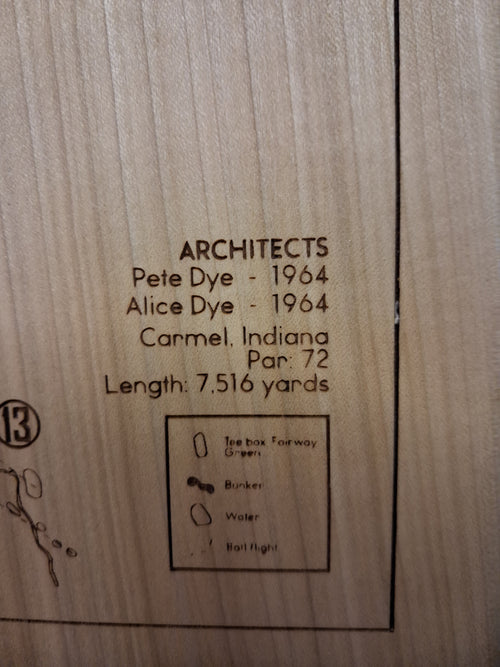 ARCHITECTS
Pete Dye - 1964
Alice Dye - 1964
Carmel, Indiana
Par: 72
Length: 7,516 yards
13
Tee box Fairway
Green
Bunker
Water
Ball flight